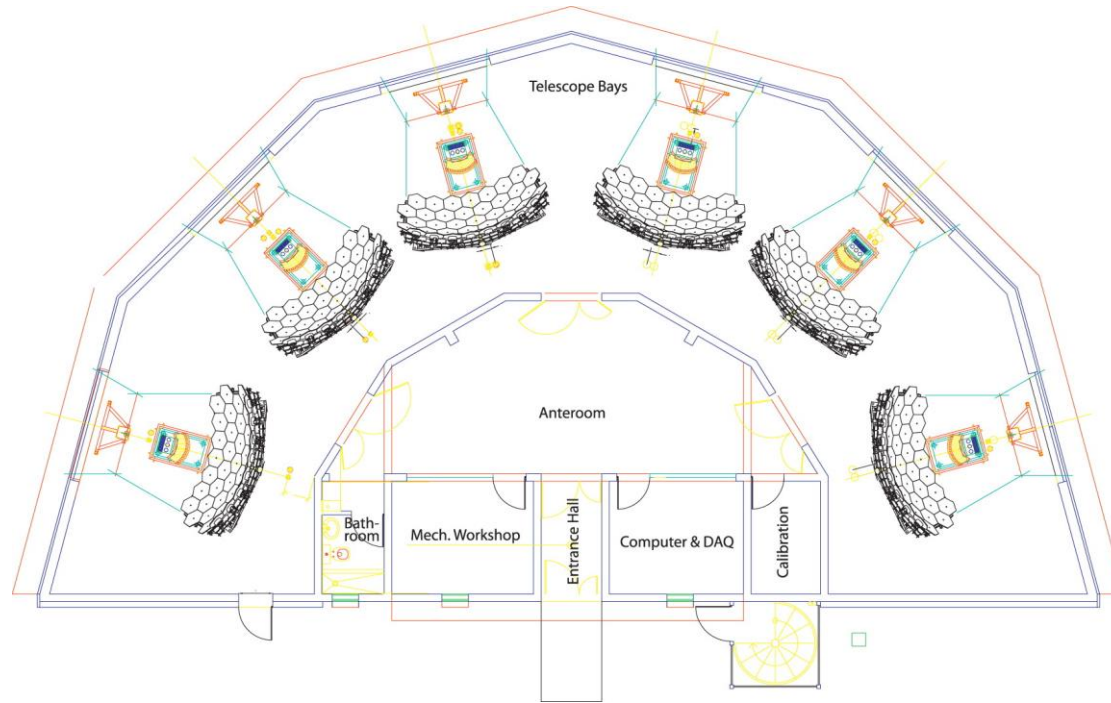 Telescope Bays
Anteroom
Bath-
room
Mech. Workshop
Entrance Hall
Computer & DAQ
Calibration